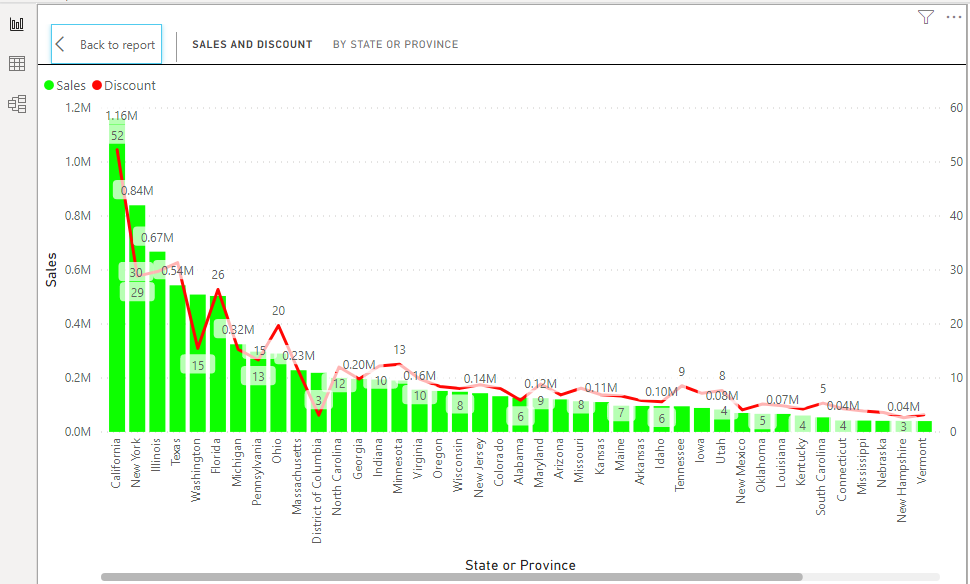 Back to report
SALES AND DISCOUNT
BY STATE OR PROVINCE
Sales Discount
1.2M
1.0M
0.8M
0.6M
0.4M
0.2M
0.0M
Sales
60
50
40
30
20
10
0
1.16M
52
0.84M
0.67M
30
0.54M
29
26
20
0.32M
15
15
0.23M
13
13
0.20M
3
12
10
0.16M
10
0.14M
8
0.12M
6
9
0.11M
8
7
0.10M
6
9
8
0.08M
4
0.07M
5
4
5
0.04M
4
0.04M
3
California
New York
Illinois
Texas
Washington
Florida
Michigan
Pennsylvania
Ohio
Massachusetts
District of Columbia
North Carolina
Georgia
Indiana
Minnesota
Virginia
Oregon
Wisconsin
New Jersey
Colorado
Alabama
Maryland
Arizona
Missouri
Kansas
Maine
Arkansas
Idaho
Tennessee
Iowa
Utah
New Mexico
Oklahoma
Louisiana
Kentucky
South Carolina
Connecticut
Mississippi
Nebraska
New Hampshire
Vermont
State or Province